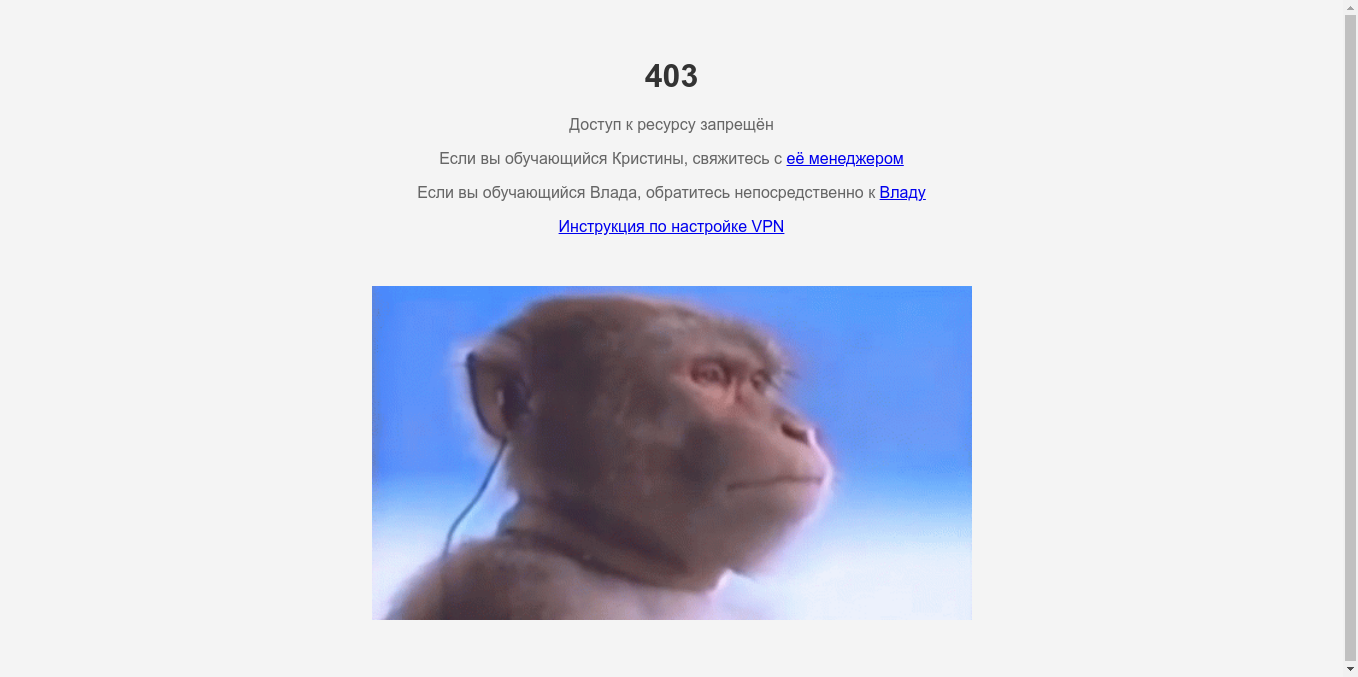 403
Доступ к ресурсу запрещён
Если вы обучающийся Кристины, свяжитесь с её менеджером
Если вы обучающийся Влада, обратитесь непосредственно к Владу
Инструкция по настройке VPN